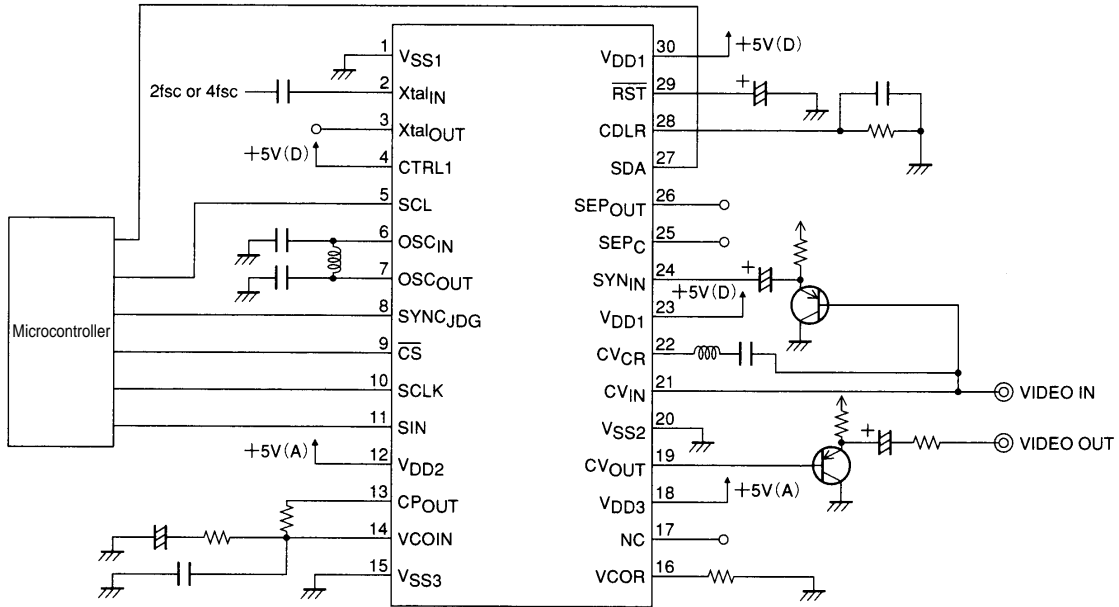 1
VSS1
2fsc or 4fsc
2
XtalIN
3
XtalOUT
+5V(D)
4
CTRL1
5
SCL
6
OSCIN
7
OSCOUT
Microcontroller
8
SYNCJDG
9
CS
10
SCLK
11
SIN
+5V(A)
12
VDD2
13
CPOUT
14
VCOIN
15
VSS3
30
VDD1
+5V(D)
29
RST
+
28
CDLR
27
SDA
26
SEPOUT
25
SEPC
24
SYNIN
+
+5V(D)
23
VDD1
22
CVCR
21
CVIN
VIDEO IN
20
VSS2
+
VIDEO OUT
19
CVOUT
+5V(A)
18
VDD3
17
NC
16
VCOR